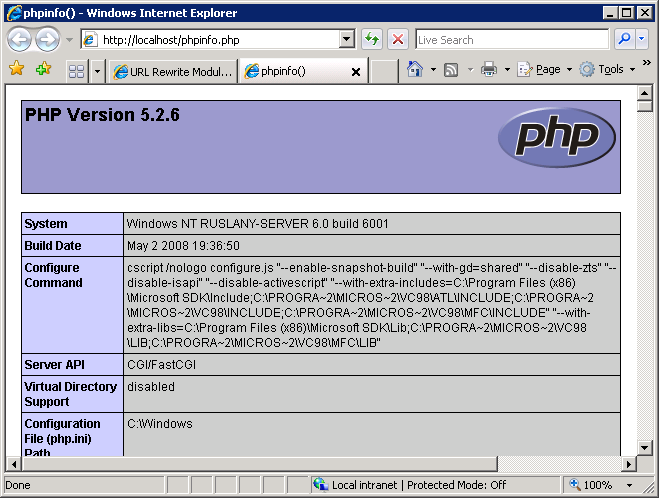 phpinfo() - Windows Internet Explorer
http://localhost/phpinfo.php
Live Search
URL Rewrite Modul...
phpinfo()
Page
Tools
PHP Version 5.2.6
php
System
Windows NT RUSLANY-SERVER 6.0 build 6001
Build Date
May 2 2008 19:36:50
Configure
Command
cscript /nologo configure.js "--enable-snapshot-build" "--with-gd=shared" "--disable-zts" "--
disable-isapi" "--disable-activescript" "--with-extra-includes=C:\Program Files (x86)
\Microsoft SDK\Include;C:\PROGRA~2\MICROS~2\VC98\ATL\INCLUDE;C:\PROGRA~2
\MICROS~2\VC98\INCLUDE;C:\PROGRA~2\MICROS~2\VC98\MFC\INCLUDE" "--with-
extra-libs=C:\Program Files (x86)\Microsoft SDK\Lib;C:\PROGRA~2\MICROS~2\VC98
\LIB;C:\PROGRA~2\MICROS~2\VC98\MFC\LIB"
Server API
CGI/FastCGI
Virtual Directory
Support
disabled
Configuration
File (php.ini)
Path
C:\Windows
Done
Local intranet | Protected Mode: Off
100%